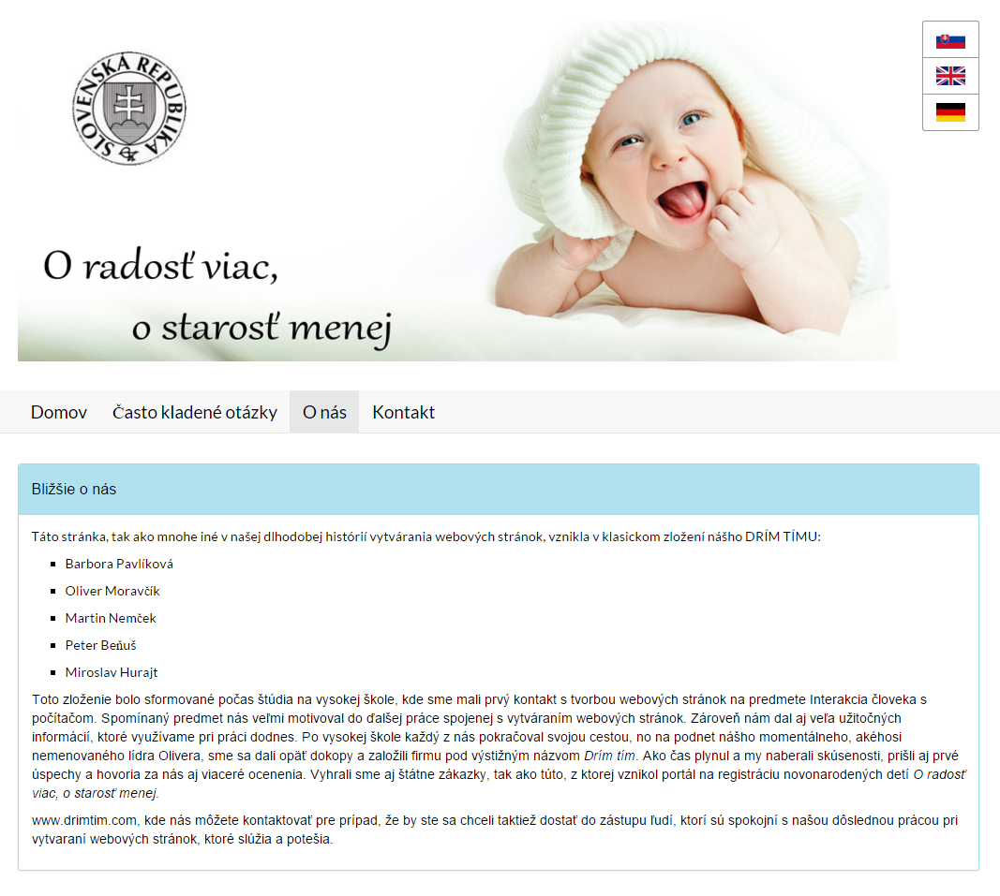 SLOVENSKÁ REPUBLIKA
O radosť viac,
o starosť menej
Domov Často kladené otázky O nás Kontakt
Bližšie o nás
Táto stránka, tak ako mnohe iné v našej dlhodobej histórií vytvárania webových stránok, vznikla v klasickom zložení nášho DRÍM TÍMU:
Barbora Pavlíková
Oliver Moravčík
Martin Nemček
Peter Beňuš
Miroslav Hurajt
Toto zloženie bolo sformované počas štúdia na vysokej škole, kde sme mali prvý kontakt s tvorbou webových stránok na predmete Interakcia človeka s
počítačom. Spomínaný predmet nás veľmi motivoval do ďalšej práce spojenej s vytváraním webových stránok. Zároveň nám dal aj veľa užitočných
informácií, ktoré využívame pri práci dodnes. Po vysokej škole každý z nás pokračoval svojou cestou, no na podnet nášho momentálneho, akéhosi
nemenovaného lídra Olivera, sme sa dali opäť dokopy a založili firmu pod výstižným názvom Drím tím. Ako čas plynul a my naberali skúsenosti, prišli aj prvé
úspechy a hovoria za nás aj viaceré ocenenia. Vyhrali sme aj štátne zákazky, tak ako túto, z ktorej vznikol portál na registráciu novonarodených detí O radosť
viac, o starosť menej.
www.drimtim.com, kde nás môžete kontaktovať pre prípad, že by ste sa chceli taktiež dostať do zástupu ľudí, ktorí sú spokojní s našou dôslednou prácou pri
vytvaraní webových stránok, ktoré slúžia a potešia.